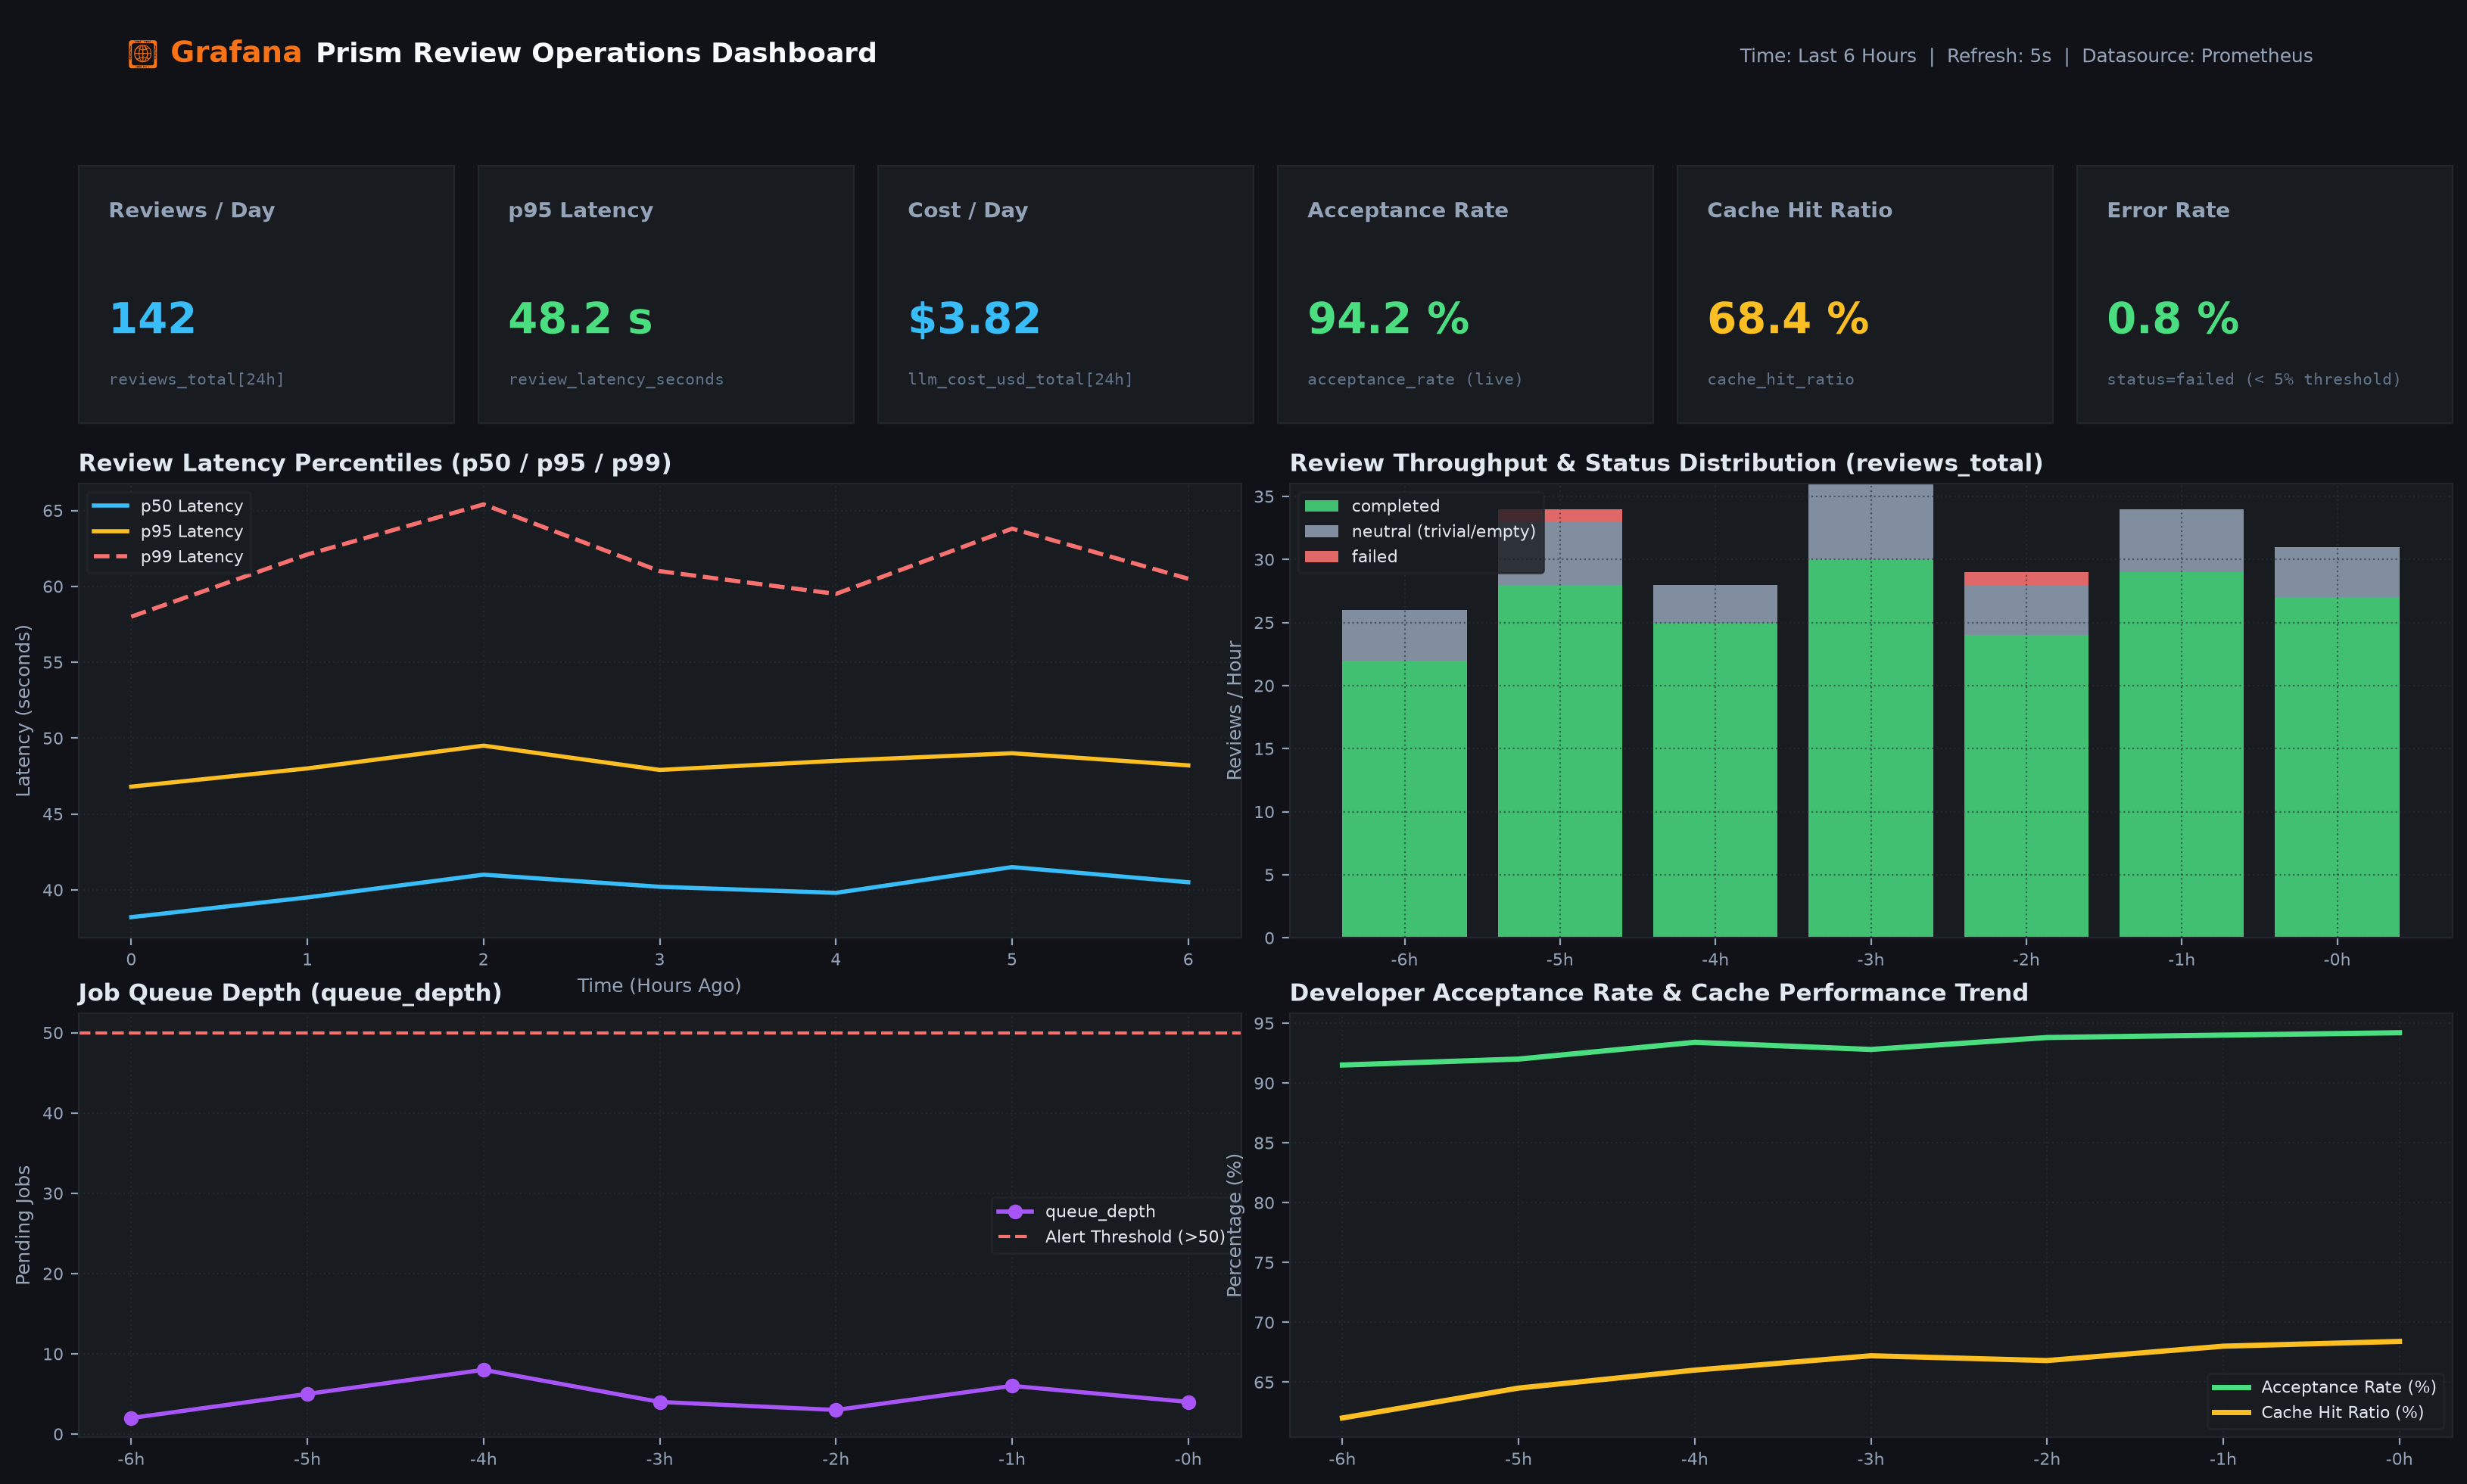 Grafana Prism Review Operations Dashboard
Time: Last 6 Hours | Refresh: 5s | Datasource: Prometheus
Reviews / Day
142
reviews_total[24h]
p95 Latency
48.2 s
review_latency_seconds
Cost / Day
$3.82
llm_cost_usd_total[24h]
Acceptance Rate
94.2 %
acceptance_rate (live)
Cache Hit Ratio
68.4 %
cache_hit_ratio
Error Rate
0.8 %
status=failed (< 5% threshold)
Review Latency Percentiles (p50 / p95 / p99)
p50 Latency
p95 Latency
p99 Latency
Latency (seconds)
65
60
55
50
45
40
0 1 2 3 4 5 6
Time (Hours Ago)
Review Throughput & Status Distribution (reviews_total)
completed
neutral (trivial/empty)
failed
Reviews / Hour
35
30
25
20
15
10
5
0
-6h -5h -4h -3h -2h -1h -0h
Job Queue Depth (queue_depth)
Pending Jobs
50
40
30
20
10
0
queue_depth
Alert Threshold (>50)
-6h -5h -4h -3h -2h -1h -0h
Developer Acceptance Rate & Cache Performance Trend
Percentage (%)
95
90
85
80
75
70
65
Acceptance Rate (%)
Cache Hit Ratio (%)
-6h -5h -4h -3h -2h -1h -0h